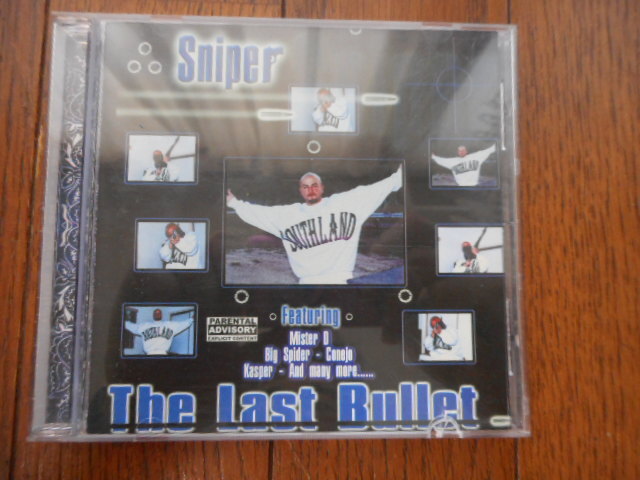 Sniper
SOUTHLAND
PARENTAL
ADVISORY
EXPLICIT CONTENT
Featuring
Mister D
Big Spider - Conejo
Kasper - And many more......
The Last Bullet